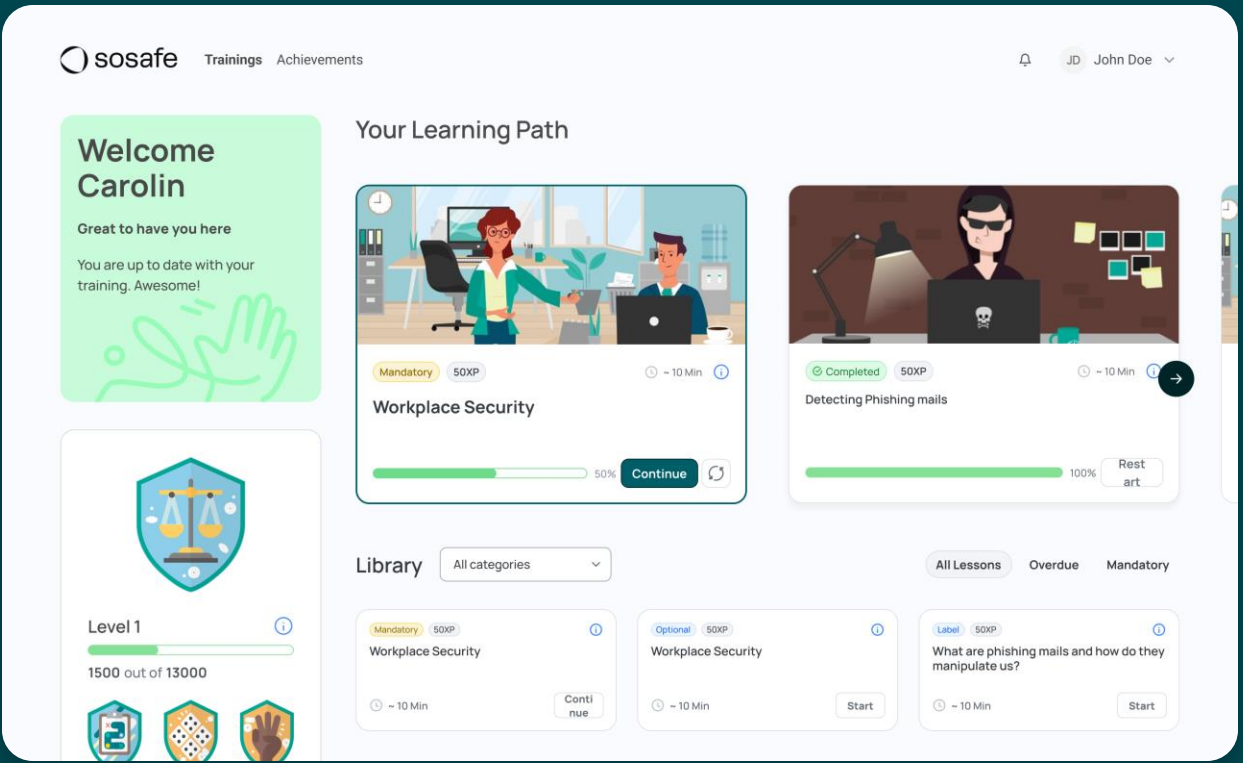 sosafe
Trainings
Achievements
JD
John Doe
Welcome
Carolin
Great to have you here
You are up to date with your
training. Awesome!
Your Learning Path
Mandatory
50XP
~ 10 Min
Workplace Security
50%
Continue
Completed
50XP
~ 10 Min
Detecting Phishing mails
100%
Rest
art
Level 1
1500 out of 13000
Library
All categories
All Lessons
Overdue
Mandatory
Mandatory
50XP
Workplace Security
~ 10 Min
Conti
nue
Optional
50XP
Workplace Security
~ 10 Min
Start
Label
50XP
What are phishing mails and how do they
manipulate us?
~ 10 Min
Start